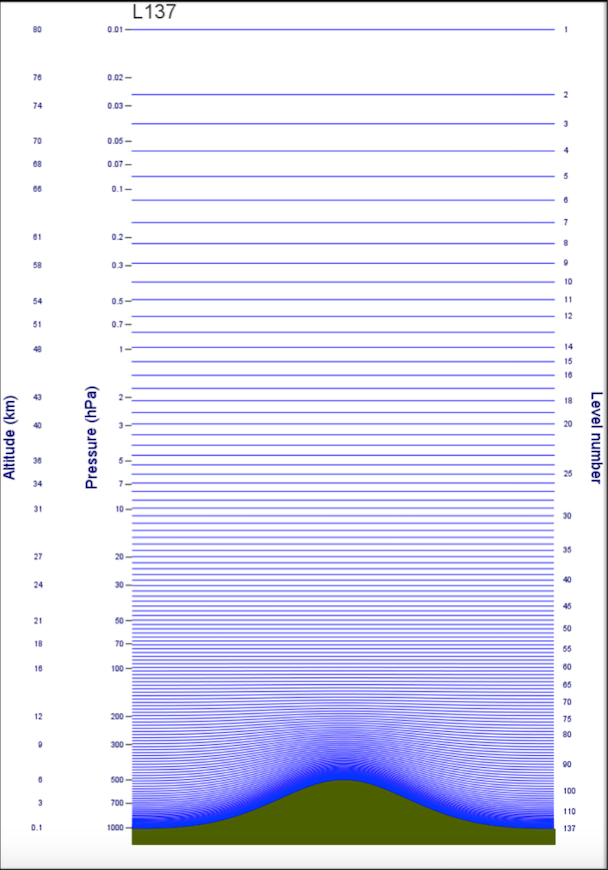 L137
80 0.01 1
76 0.02
2
74 0.03
3
70 0.05
4
68 0.07
5
66 0.1
6
7
61 0.2
8
58 0.3 9
10
54 0.5 11
12
51 0.7
48 1 14
15
16
43 2 18
40 3 20
36 5
25
34 7
31 10
30
35
27 20
40
24 30
45
21 50
50
18 70 55
16 100 60
65
70
12 200 75
80
9 300
90
6 500
100
3 700
110
0.1 1000 137
Altitude (km)
Pressure (hPa)
Level number